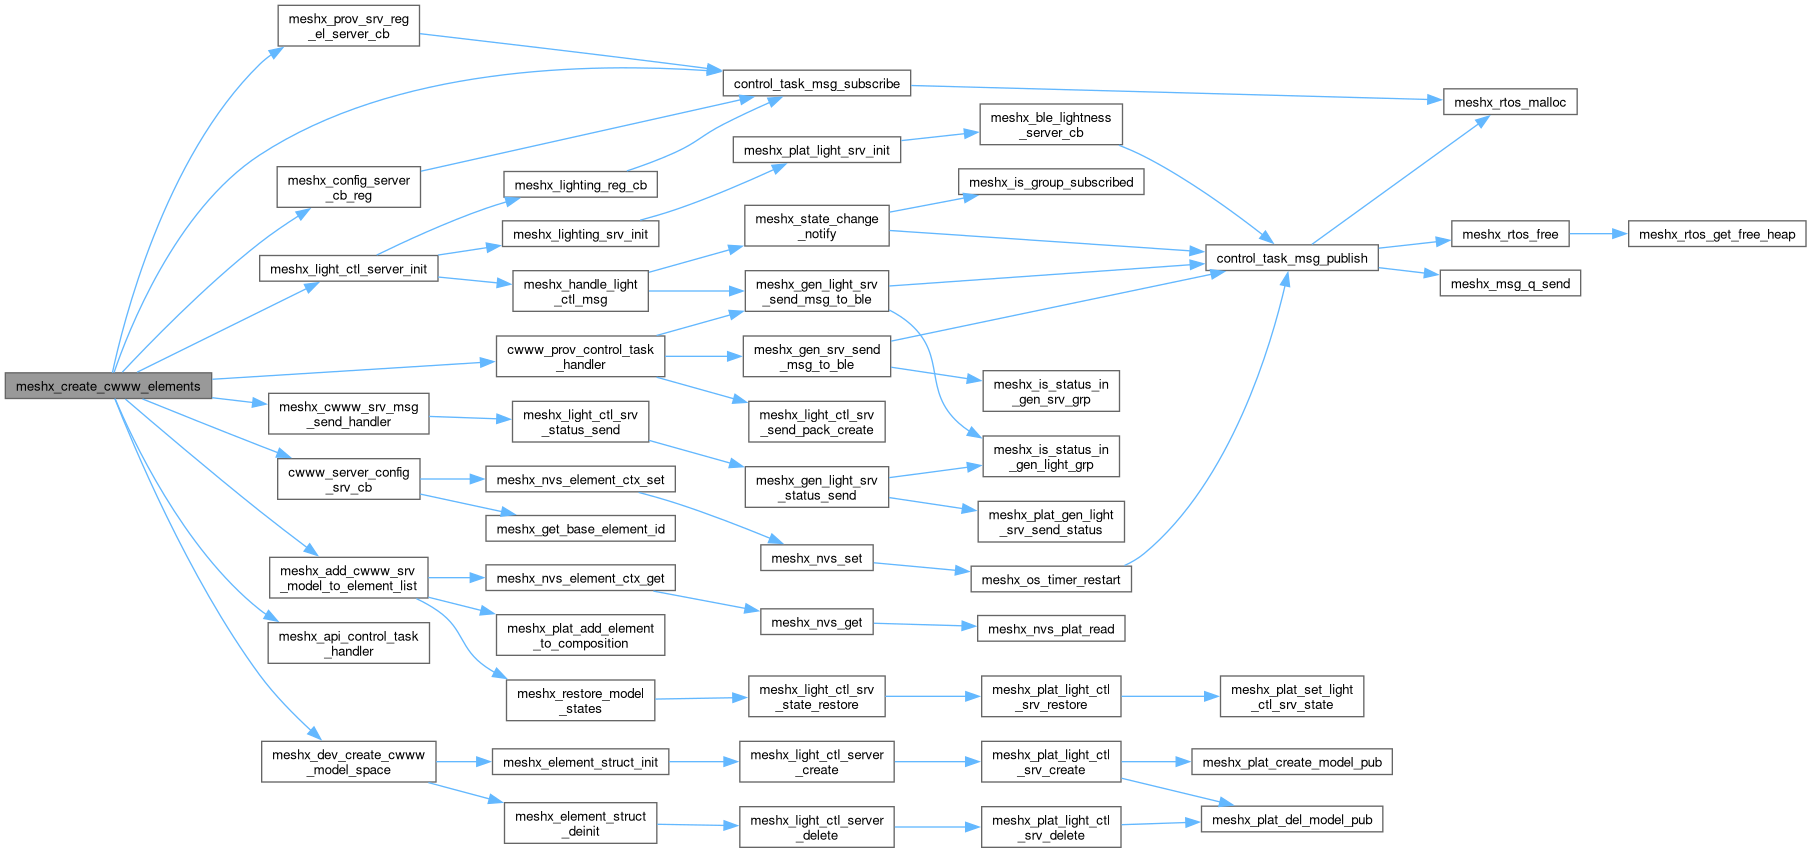 meshx_create_cwww_elements
meshx_prov_srv_reg
_el_server_cb
meshx_config_server
_cb_reg
meshx_light_ctl_server_init
cwww_prov_control_task
_handler
meshx_cwww_srv_msg
_send_handler
cwww_server_config
_srv_cb
meshx_add_cwww_srv
_model_to_element_list
meshx_api_control_task
_handler
meshx_dev_create_cwww
_model_space
meshx_lighting_reg_cb
meshx_lighting_srv_init
meshx_handle_light
_ctl_msg
meshx_light_ctl_srv
_status_send
meshx_nvs_element_ctx_set
meshx_get_base_element_id
meshx_nvs_element_ctx_get
meshx_plat_add_element
_to_composition
meshx_restore_model
_states
meshx_element_struct_init
meshx_element_struct
_deinit
control_task_msg_subscribe
meshx_plat_light_srv_init
meshx_state_change
_notify
meshx_gen_light_srv
_send_msg_to_ble
meshx_gen_srv_send
_msg_to_ble
meshx_light_ctl_srv
_send_pack_create
meshx_gen_light_srv
_status_send
meshx_nvs_set
meshx_nvs_get
meshx_light_ctl_srv
_state_restore
meshx_light_ctl_server
_create
meshx_light_ctl_server
_delete
meshx_ble_lightness
_server_cb
meshx_is_group_subscribed
meshx_is_status_in
_gen_srv_grp
meshx_is_status_in
_gen_light_grp
meshx_plat_gen_light
_srv_send_status
meshx_os_timer_restart
meshx_nvs_plat_read
meshx_plat_light_ctl
_srv_restore
meshx_plat_light_ctl
_srv_create
meshx_plat_light_ctl
_srv_delete
control_task_msg_publish
meshx_plat_set_light
_ctl_srv_state
meshx_plat_create_model_pub
meshx_plat_del_model_pub
meshx_rtos_malloc
meshx_rtos_free
meshx_msg_q_send
meshx_rtos_get_free_heap